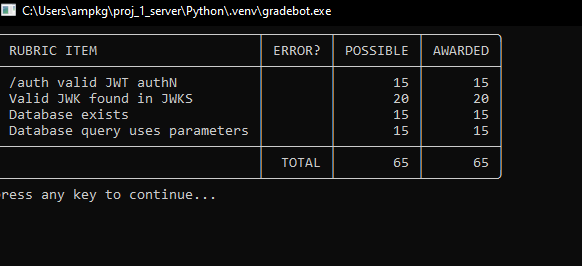 C:\Users\ampkg\proj_1_server\Python\.venv\gradebot.exe
RUBRIC ITEM ERROR? POSSIBLE AWARDED
/auth valid JWT authN 15 15
Valid JWK found in JWKS 20 20
Database exists 15 15
Database query uses parameters 15 15
TOTAL 65 65
ress any key to continue...